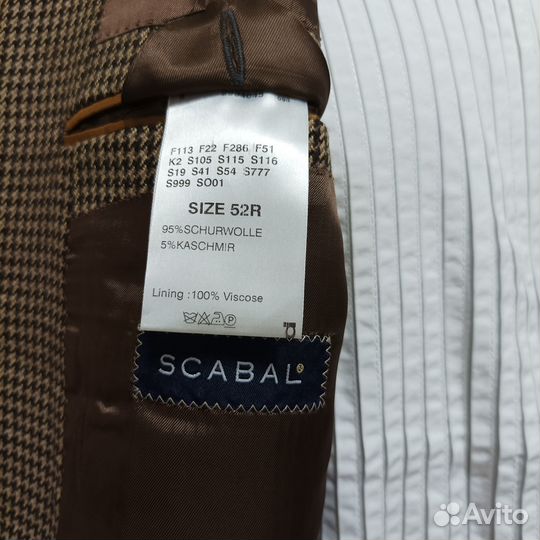 F113 F22 F286 F51
K2 S105 S115 S116
S19 S41 S54 S777
S999 SO01
SIZE 52R
95%SCHURWOLLE
5%KASCHMIR
Lining :100% Viscose
P
SCABAL®
Avito